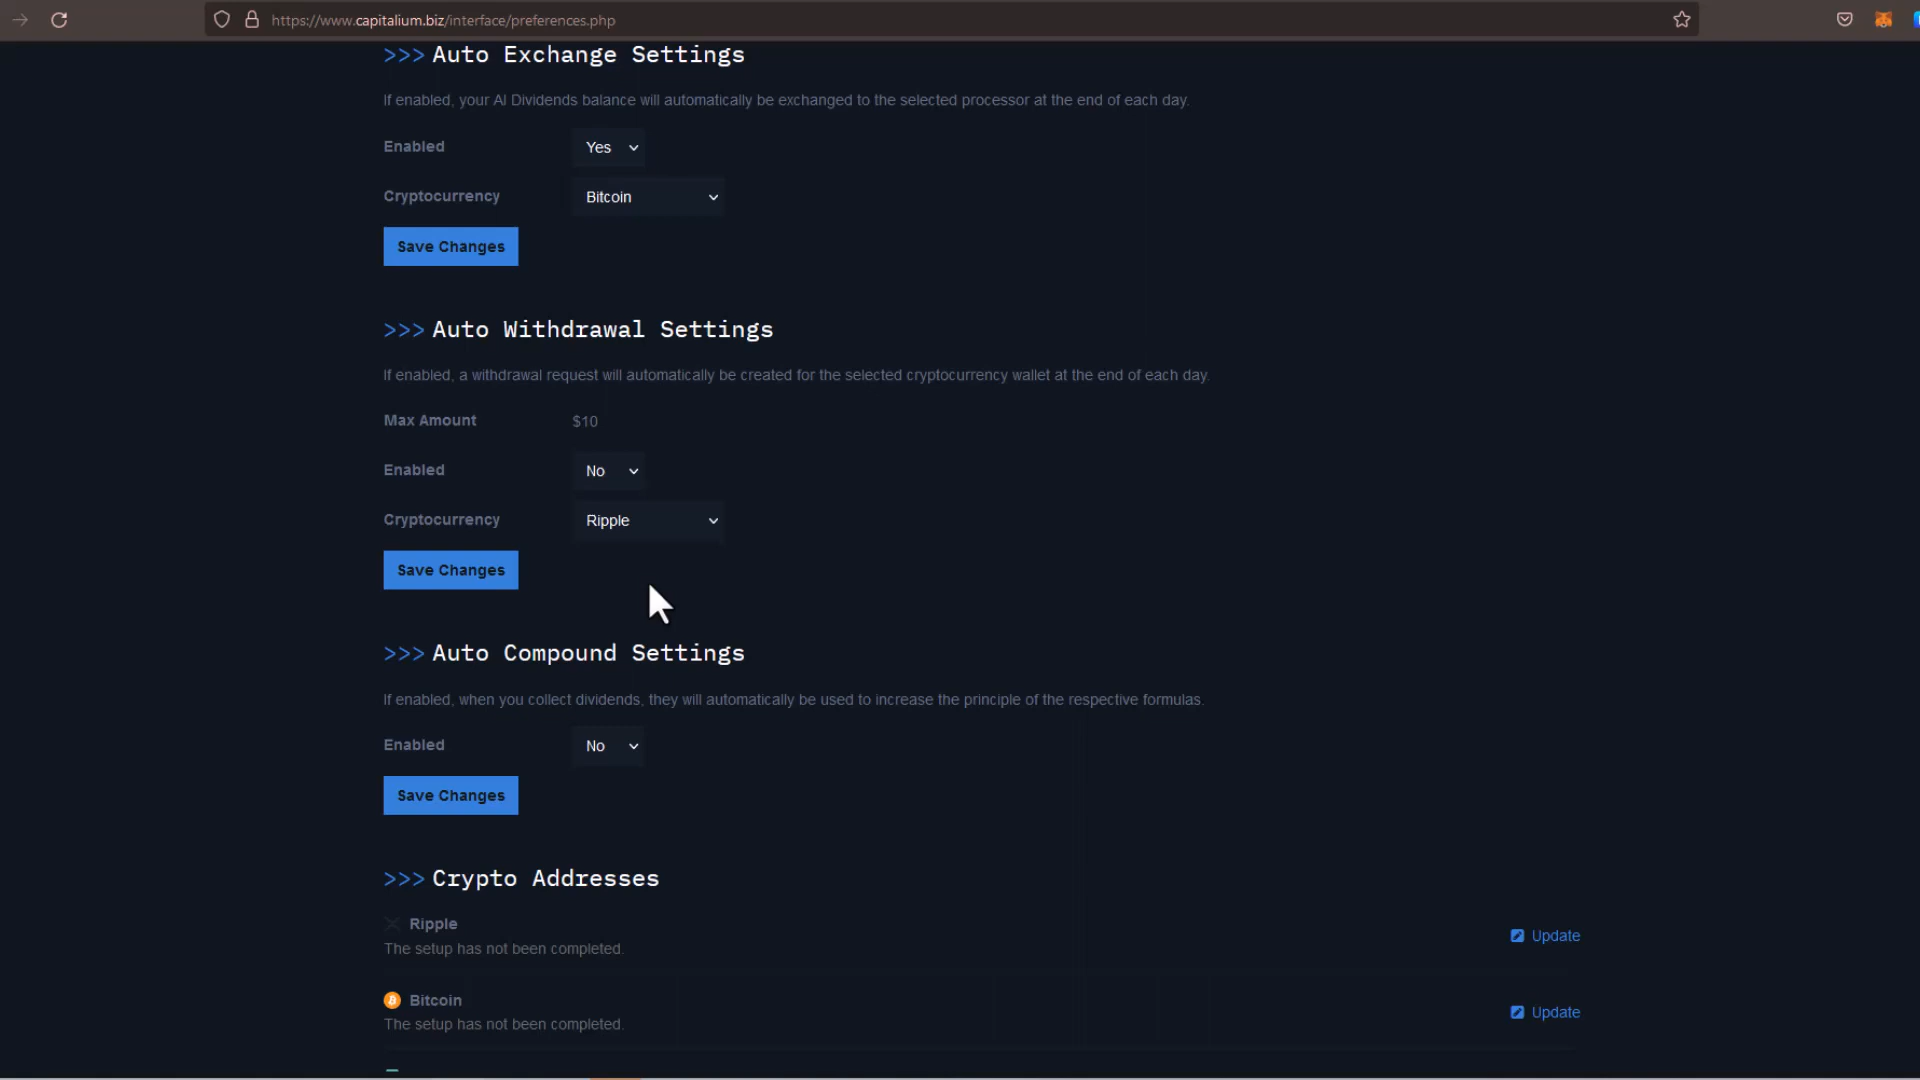 https://www.capitalium.biz/interface/preferences.php
>>> Auto Exchange Settings
If enabled, your AI Dividends balance will automatically be exchanged to the selected processor at the end of each day.
Enabled Yes
Cryptocurrency Bitcoin
Save Changes
>>> Auto Withdrawal Settings
If enabled, a withdrawal request will automatically be created for the selected cryptocurrency wallet at the end of each day.
Max Amount $10
Enabled No
Cryptocurrency Ripple
Save Changes
>>> Auto Compound Settings
If enabled, when you collect dividends, they will automatically be used to increase the principle of the respective formulas.
Enabled No
Save Changes
>>> Crypto Addresses
Ripple
The setup has not been completed.
Update
Bitcoin
The setup has not been completed.
Update